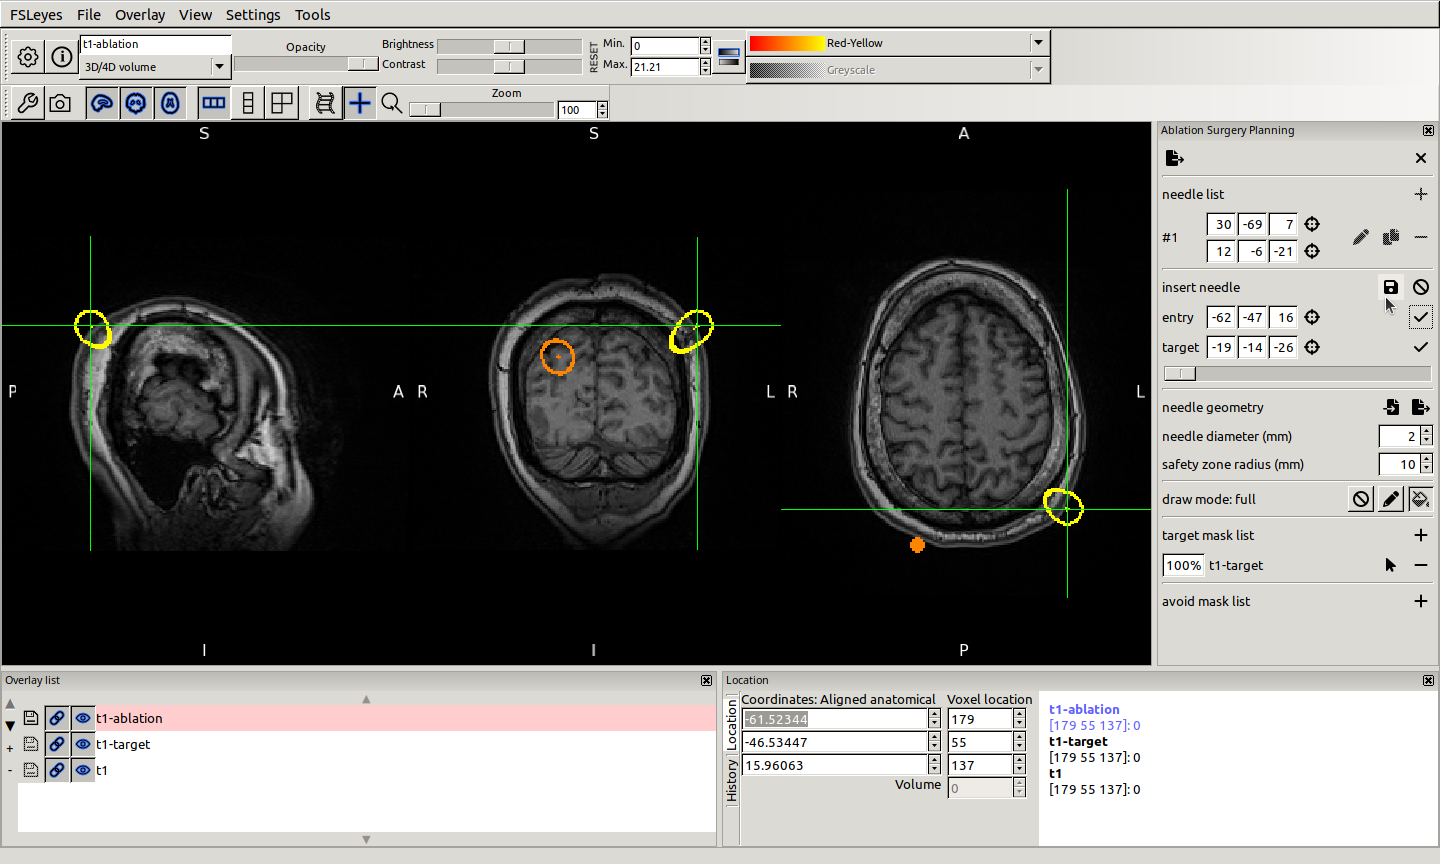 FSLeyes File Overlay View Settings Tools
t1-ablation
3D/4D volume
Opacity
Brightness
Contrast
RESET
Min. 0
Max. 21.21
Red-Yellow
Greyscale
Zoom
100
S S A
P A R L R L
I I P
Ablation Surgery Planning
needle list
#1
30 -69 7
12 -6 -21
insert needle
entry -62 -47 16
target -19 -14 -26
needle geometry
needle diameter (mm) 2
safety zone radius (mm) 10
draw mode: full
target mask list
100% t1-target
avoid mask list
Overlay list
t1-ablation
t1-target
t1
+
-
Location
Location
History
Coordinates: Aligned anatomical Voxel location
-61.52344 179
-46.53447 55
15.96063 137
Volume 0
t1-ablation
[179 55 137]: 0
t1-target
[179 55 137]: 0
t1
[179 55 137]: 0